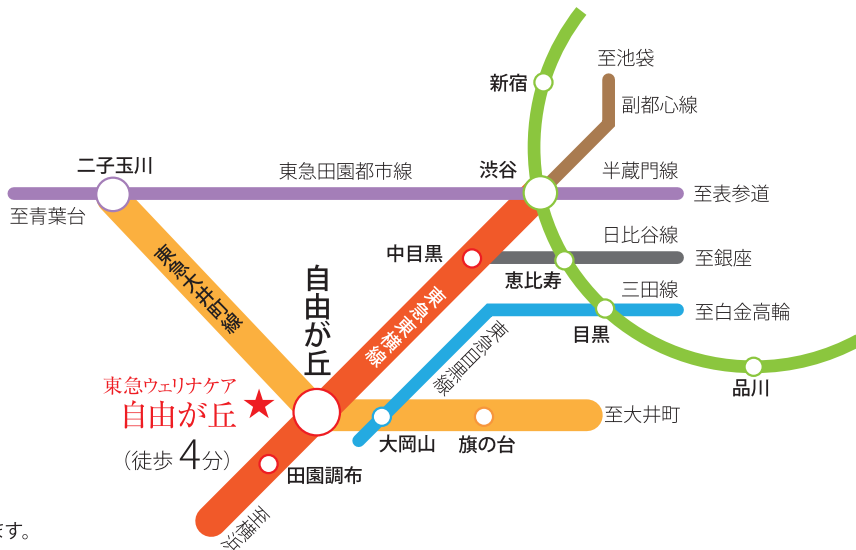 至池袋
新宿
副都心線
二子玉川
東急田園都市線
渋谷
半蔵門線
至青葉台
至表参道
日比谷線
中目黒
至銀座
東急大井町線
恵比寿
自由が丘
三田線
東急東横線
至白金高輪
東急目黒線
目黒
東急ウェリナケア
自由が丘
品川
至大井町
大岡山
旗の台
（徒歩 4分）
田園調布
至横浜
ます。